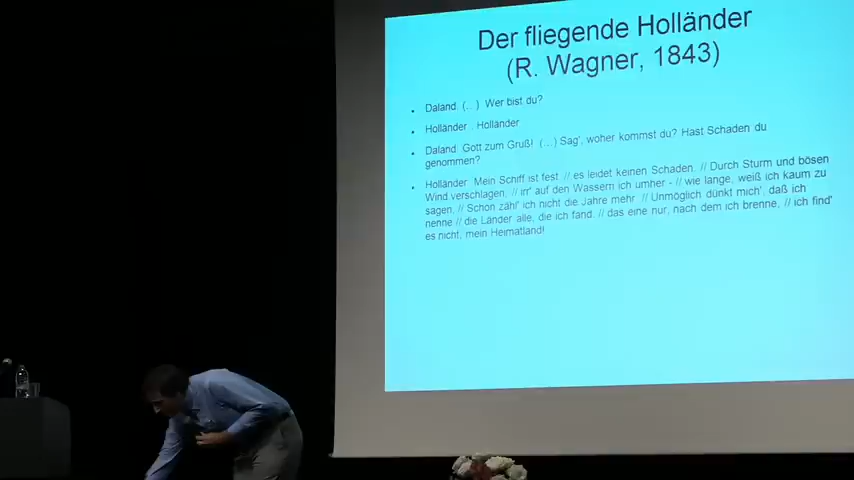 Der fliegende Holländer
(R. Wagner, 1843)
Daland. (...) Wer bist du?
Holländer. Holländer
Daland. Gott zum Gruß! (...) Sag', woher kommst du? Hast Schaden du
genommen?
Holländer. Mein Schiff ist fest // es leidet keinen Schaden. // Durch Sturm und bösen
Wind verschlagen, // irr' auf den Wassern ich umher - // wie lange, weiß ich kaum zu
sagen, // Schon zähl' ich nicht die Jahre mehr. // Unmöglich dünkt mich', daß ich
nenne // die Länder alle, die ich fand. // das eine nur, nach dem ich brenne, // ich find'
es nicht, mein Heimatland!